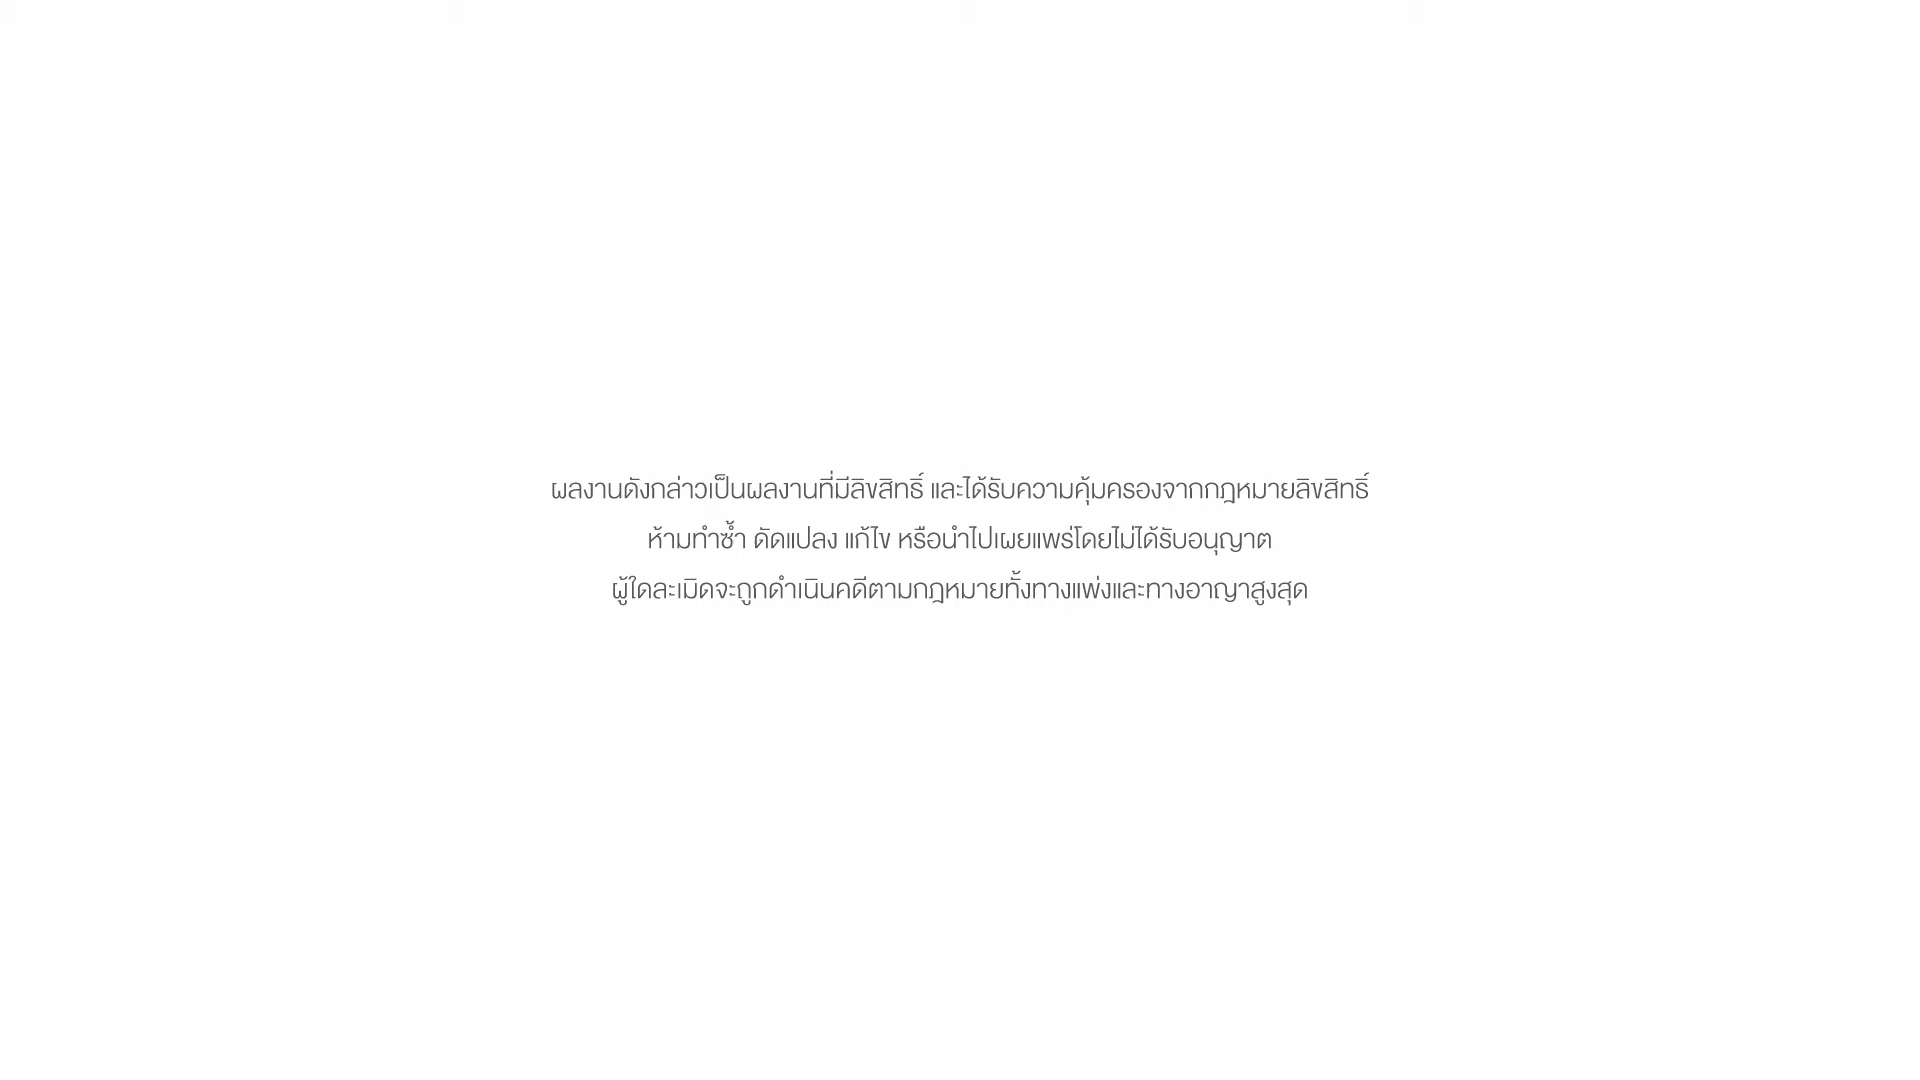 ผลงานดังกล่าวเป็นผลงานที่มีลิขสิทธิ์ และได้รับความคุ้มครองจากกฎหมายลิขสิทธิ์
ห้ามทำซ้ำ ดัดแปลง แก้ไข หรือนำไปเผยแพร่โดยไม่ได้รับอนุญาต
ผู้ใดละเมิดจะถูกดำเนินคดีตามกฎหมายทั้งทางแพ่งและทางอาญาสูงสุด